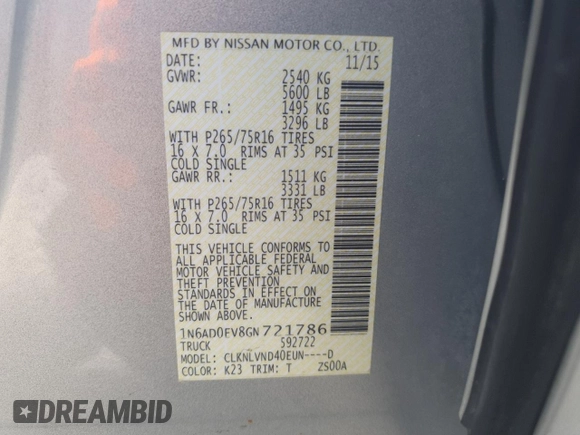 MFD BY NISSAN MOTOR CO., LTD.
DATE: 11/15
GVWR: 2540 KG
5600 LB
GAWR FR.: 1495 KG
3296 LB
WITH P265/75R16 TIRES
16 X 7.0 RIMS AT 35 PSI
COLD SINGLE
GAWR RR.: 1511 KG
3331 LB
WITH P265/75R16 TIRES
16 X 7.0 RIMS AT 35 PSI
COLD SINGLE
THIS VEHICLE CONFORMS TO
ALL APPLICABLE FEDERAL
MOTOR VEHICLE SAFETY AND
THEFT PREVENTION
STANDARDS IN EFFECT ON
THE DATE OF MANUFACTURE
SHOWN ABOVE.
1N6AD0EV8GN721786
TRUCK 592722
MODEL: CLKNLVND40EUN----D
COLOR: K23 TRIM: T ZS00A
DREAMBID